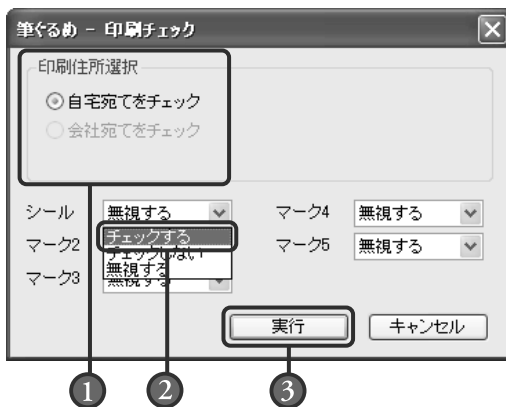 筆ぐるめ - 印刷チェック
印刷住所選択
自宅宛てをチェック
会社宛てをチェック
シール 無視する マーク4 無視する
チェックする
マーク2 チェックしない マーク5 無視する
無視する
マーク3 無視する
実行 キャンセル
1 2 3